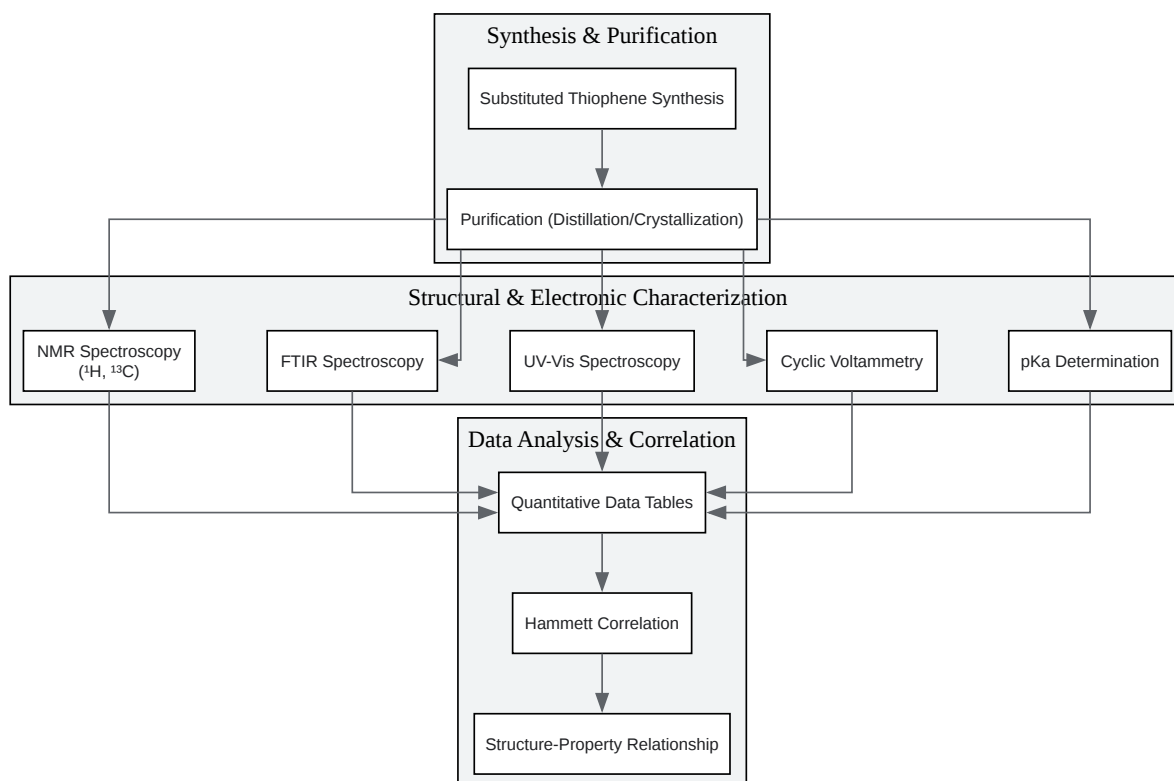 Synthesis & Purification
Substituted Thiophene Synthesis
Purification (Distillation/Crystallization)
Structural & Electronic Characterization
NMR Spectroscopy
(¹H, ¹³C)
FTIR Spectroscopy
UV-Vis Spectroscopy
Cyclic Voltammetry
pKa Determination
Data Analysis & Correlation
Quantitative Data Tables
Hammett Correlation
Structure-Property Relationship